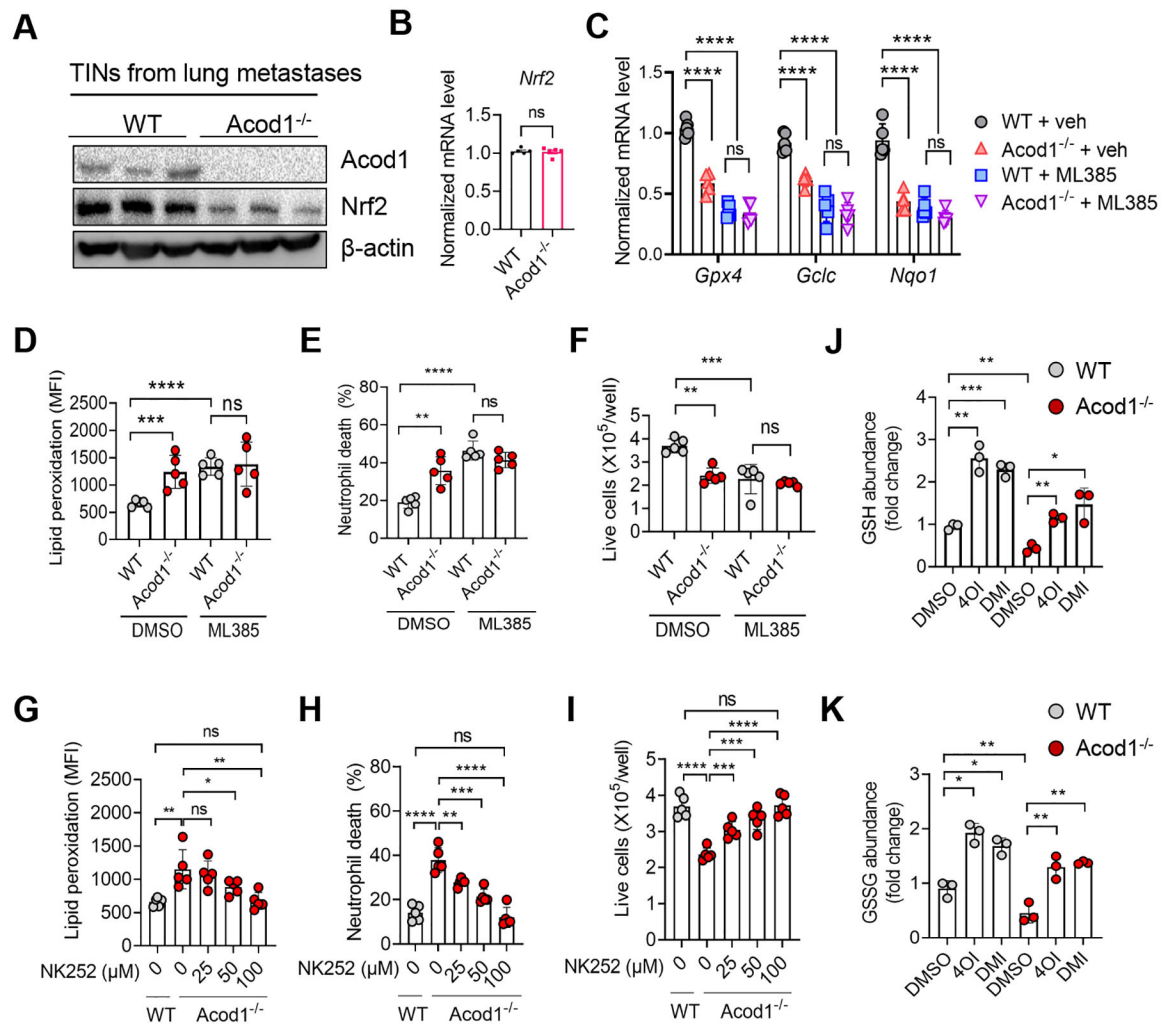 A
TINs from lung metastases
WT
Acod1-/-
Acod1
Nrf2
β-actin
B
Nrf2
ns
Normalized mRNA level
1.5
1.0
0.5
0.0
WT
Acod1-/-
C
****
****
****
****
****
****
ns
ns
ns
Normalized mRNA level
1.5
1.0
0.5
0.0
Gpx4
Gclc
Nqo1
WT + veh
Acod1-/- + veh
WT + ML385
Acod1-/- + ML385
D
Lipid peroxidation (MFI)
2500
2000
1500
1000
500
0
****
***
ns
WT
Acod1-/-
WT
Acod1-/-
DMSO
ML385
E
Neutrophil death (%)
80
60
40
20
0
****
**
ns
WT
Acod1-/-
WT
Acod1-/-
DMSO
ML385
F
Live cells (X10^5/well)
5
4
3
2
1
0
***
**
ns
WT
Acod1-/-
WT
Acod1-/-
DMSO
ML385
J
WT
Acod1-/-
GSH abundance
(fold change)
4
3
2
1
0
**
***
**
*
**
DMSO
4OI
DMI
DMSO
4OI
DMI
G
Lipid peroxidation (MFI)
2500
2000
1500
1000
500
0
ns
**
*
**
ns
NK252 (µM)
0
0
25
50
100
WT
Acod1-/-
H
Neutrophil death (%)
80
60
40
20
0
ns
****
***
****
**
NK252 (µM)
0
0
25
50
100
WT
Acod1-/-
I
Live cells (X10^5/well)
5
4
3
2
1
0
ns
****
***
****
***
NK252 (µM)
0
0
25
50
100
WT
Acod1-/-
K
WT
Acod1-/-
GSSG abundance
(fold change)
3
2
1
0
**
*
*
**
**
DMSO
4OI
DMI
DMSO
4OI
DMI